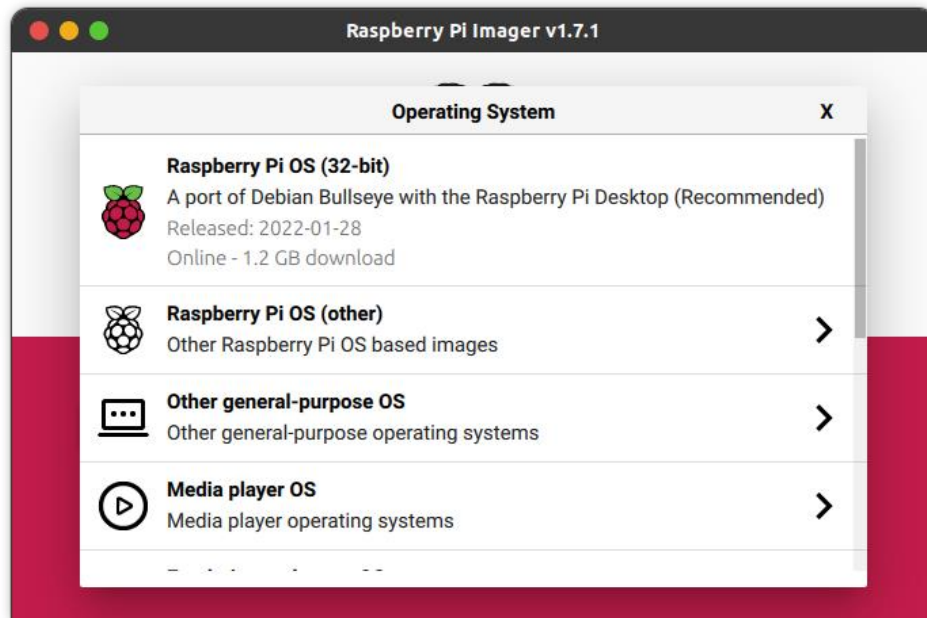 Raspberry Pi Imager v1.7.1
Operating System X
Raspberry Pi OS (32-bit)
A port of Debian Bullseye with the Raspberry Pi Desktop (Recommended)
Released: 2022-01-28
Online - 1.2 GB download
Raspberry Pi OS (other)
Other Raspberry Pi OS based images
Other general-purpose OS
Other general-purpose operating systems
Media player OS
Media player operating systems